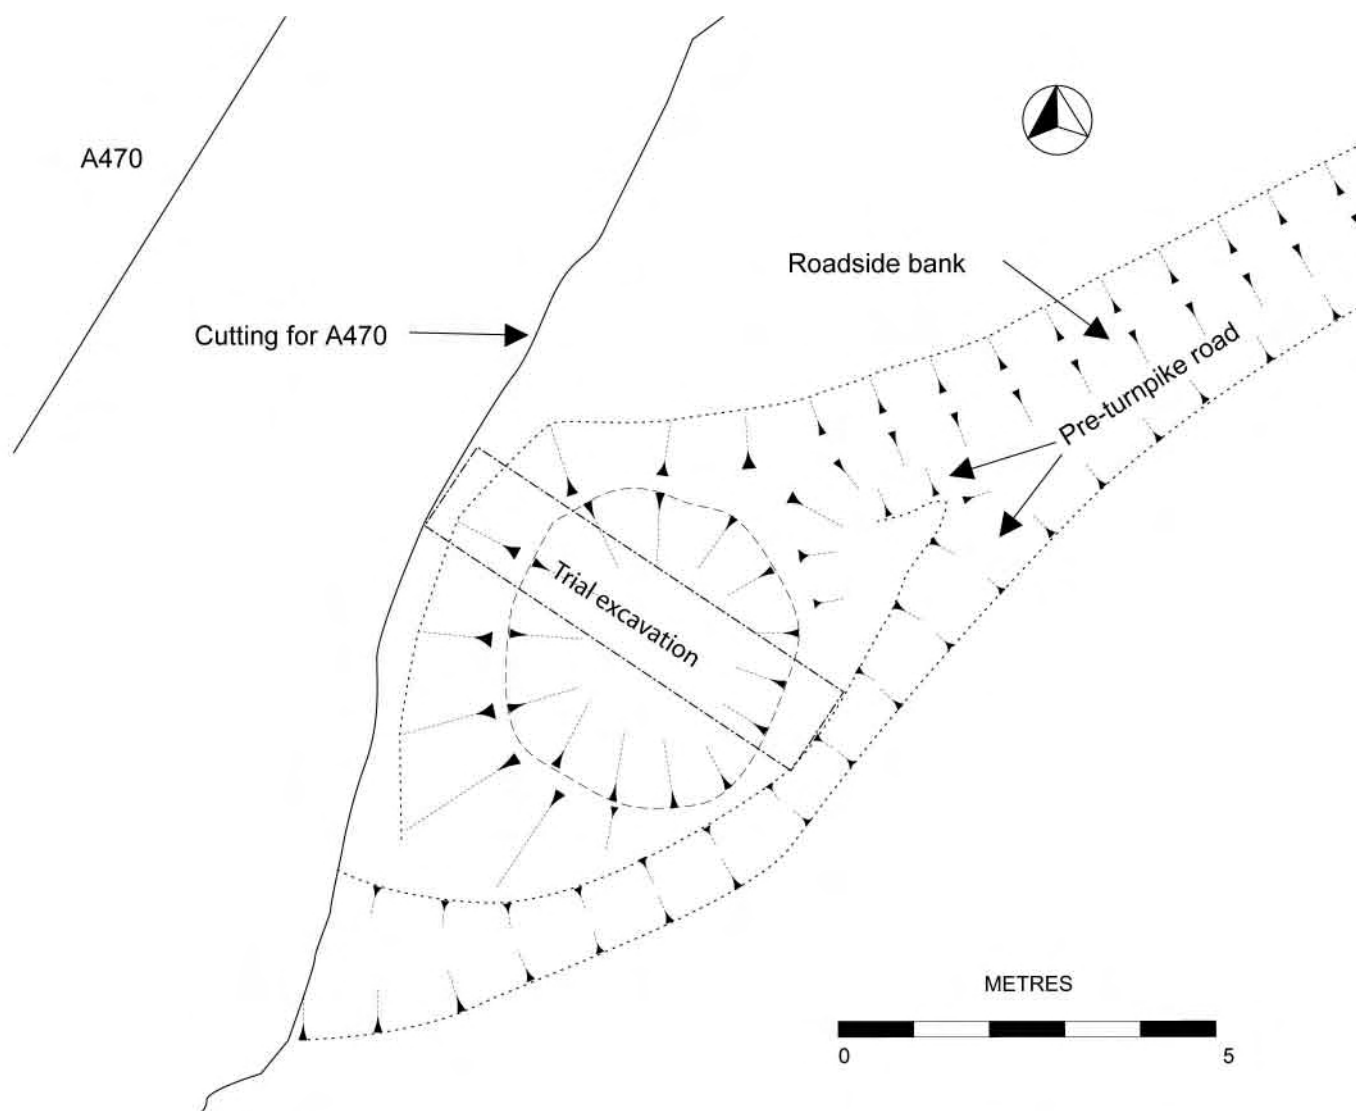 A470
Roadside bank
Cutting for A470
Pre-turnpike road
Trial excavation
METRES
0 5